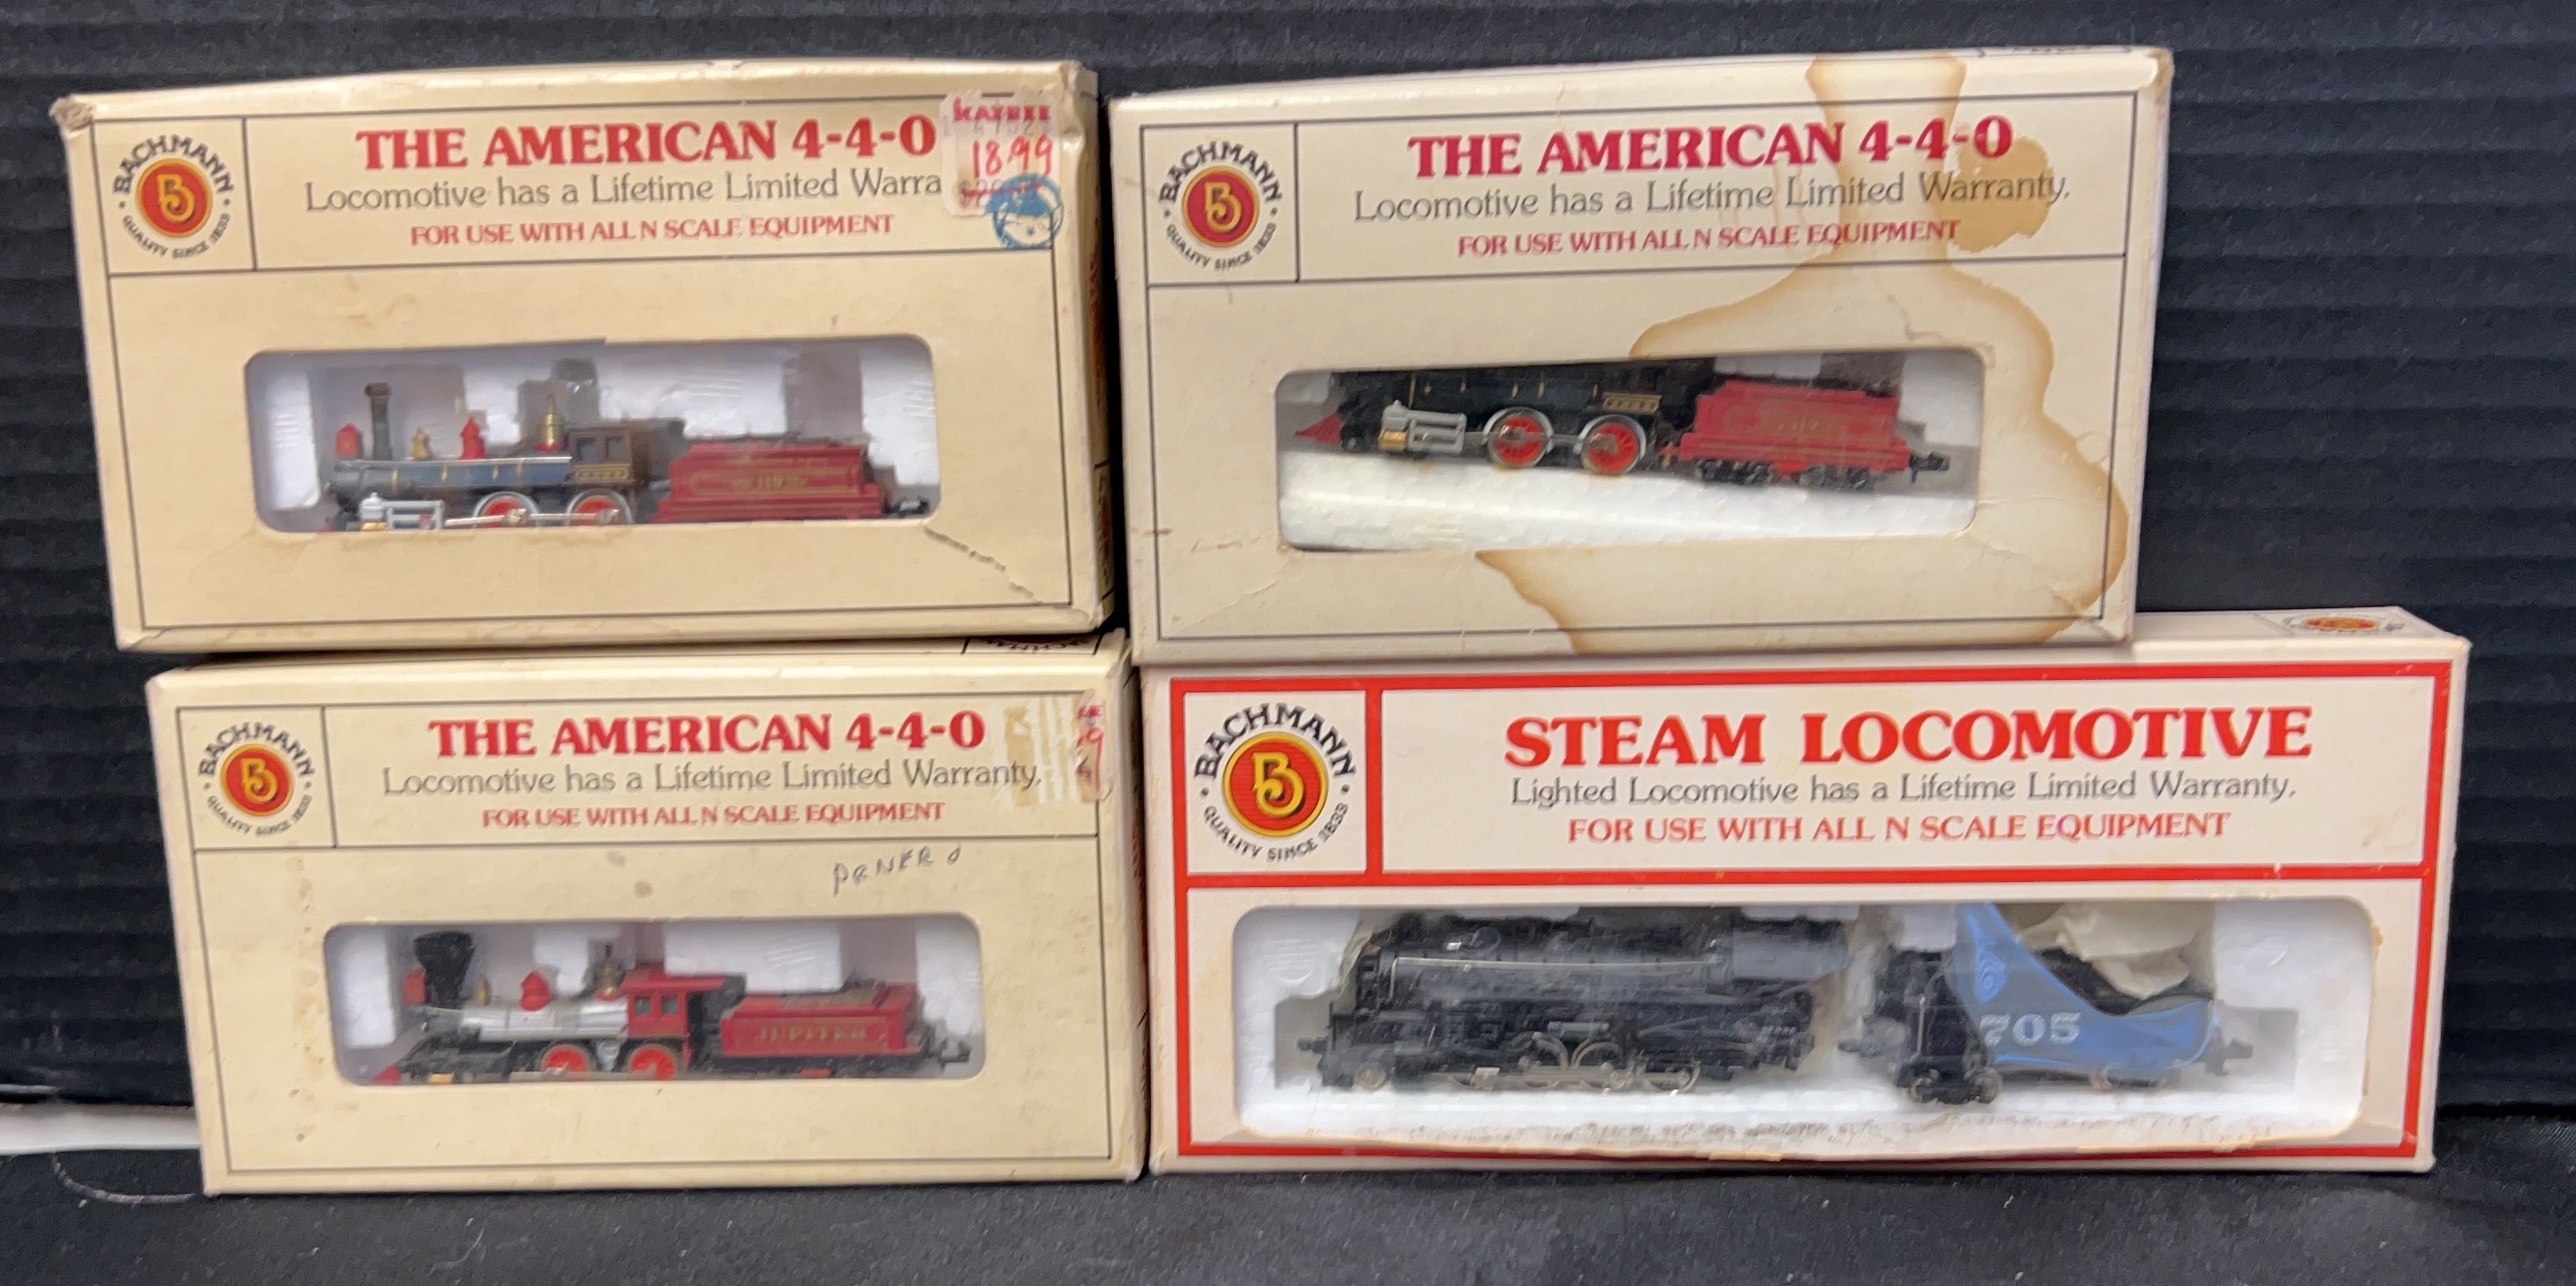 BACHMANN
QUALITY SINCE 1833
THE AMERICAN 4-4-0
Locomotive has a Lifetime Limited Warra
FOR USE WITH ALL N SCALE EQUIPMENT
18.99
119
BACHMANN
QUALITY SINCE 1833
THE AMERICAN 4-4-0
Locomotive has a Lifetime Limited Warranty.
FOR USE WITH ALL N SCALE EQUIPMENT
BACHMANN
QUALITY SINCE 1833
THE AMERICAN 4-4-0
Locomotive has a Lifetime Limited Warranty.
FOR USE WITH ALL N SCALE EQUIPMENT
JUPITER
BACHMANN
QUALITY SINCE 1833
STEAM LOCOMOTIVE
Lighted Locomotive has a Lifetime Limited Warranty.
FOR USE WITH ALL N SCALE EQUIPMENT
705